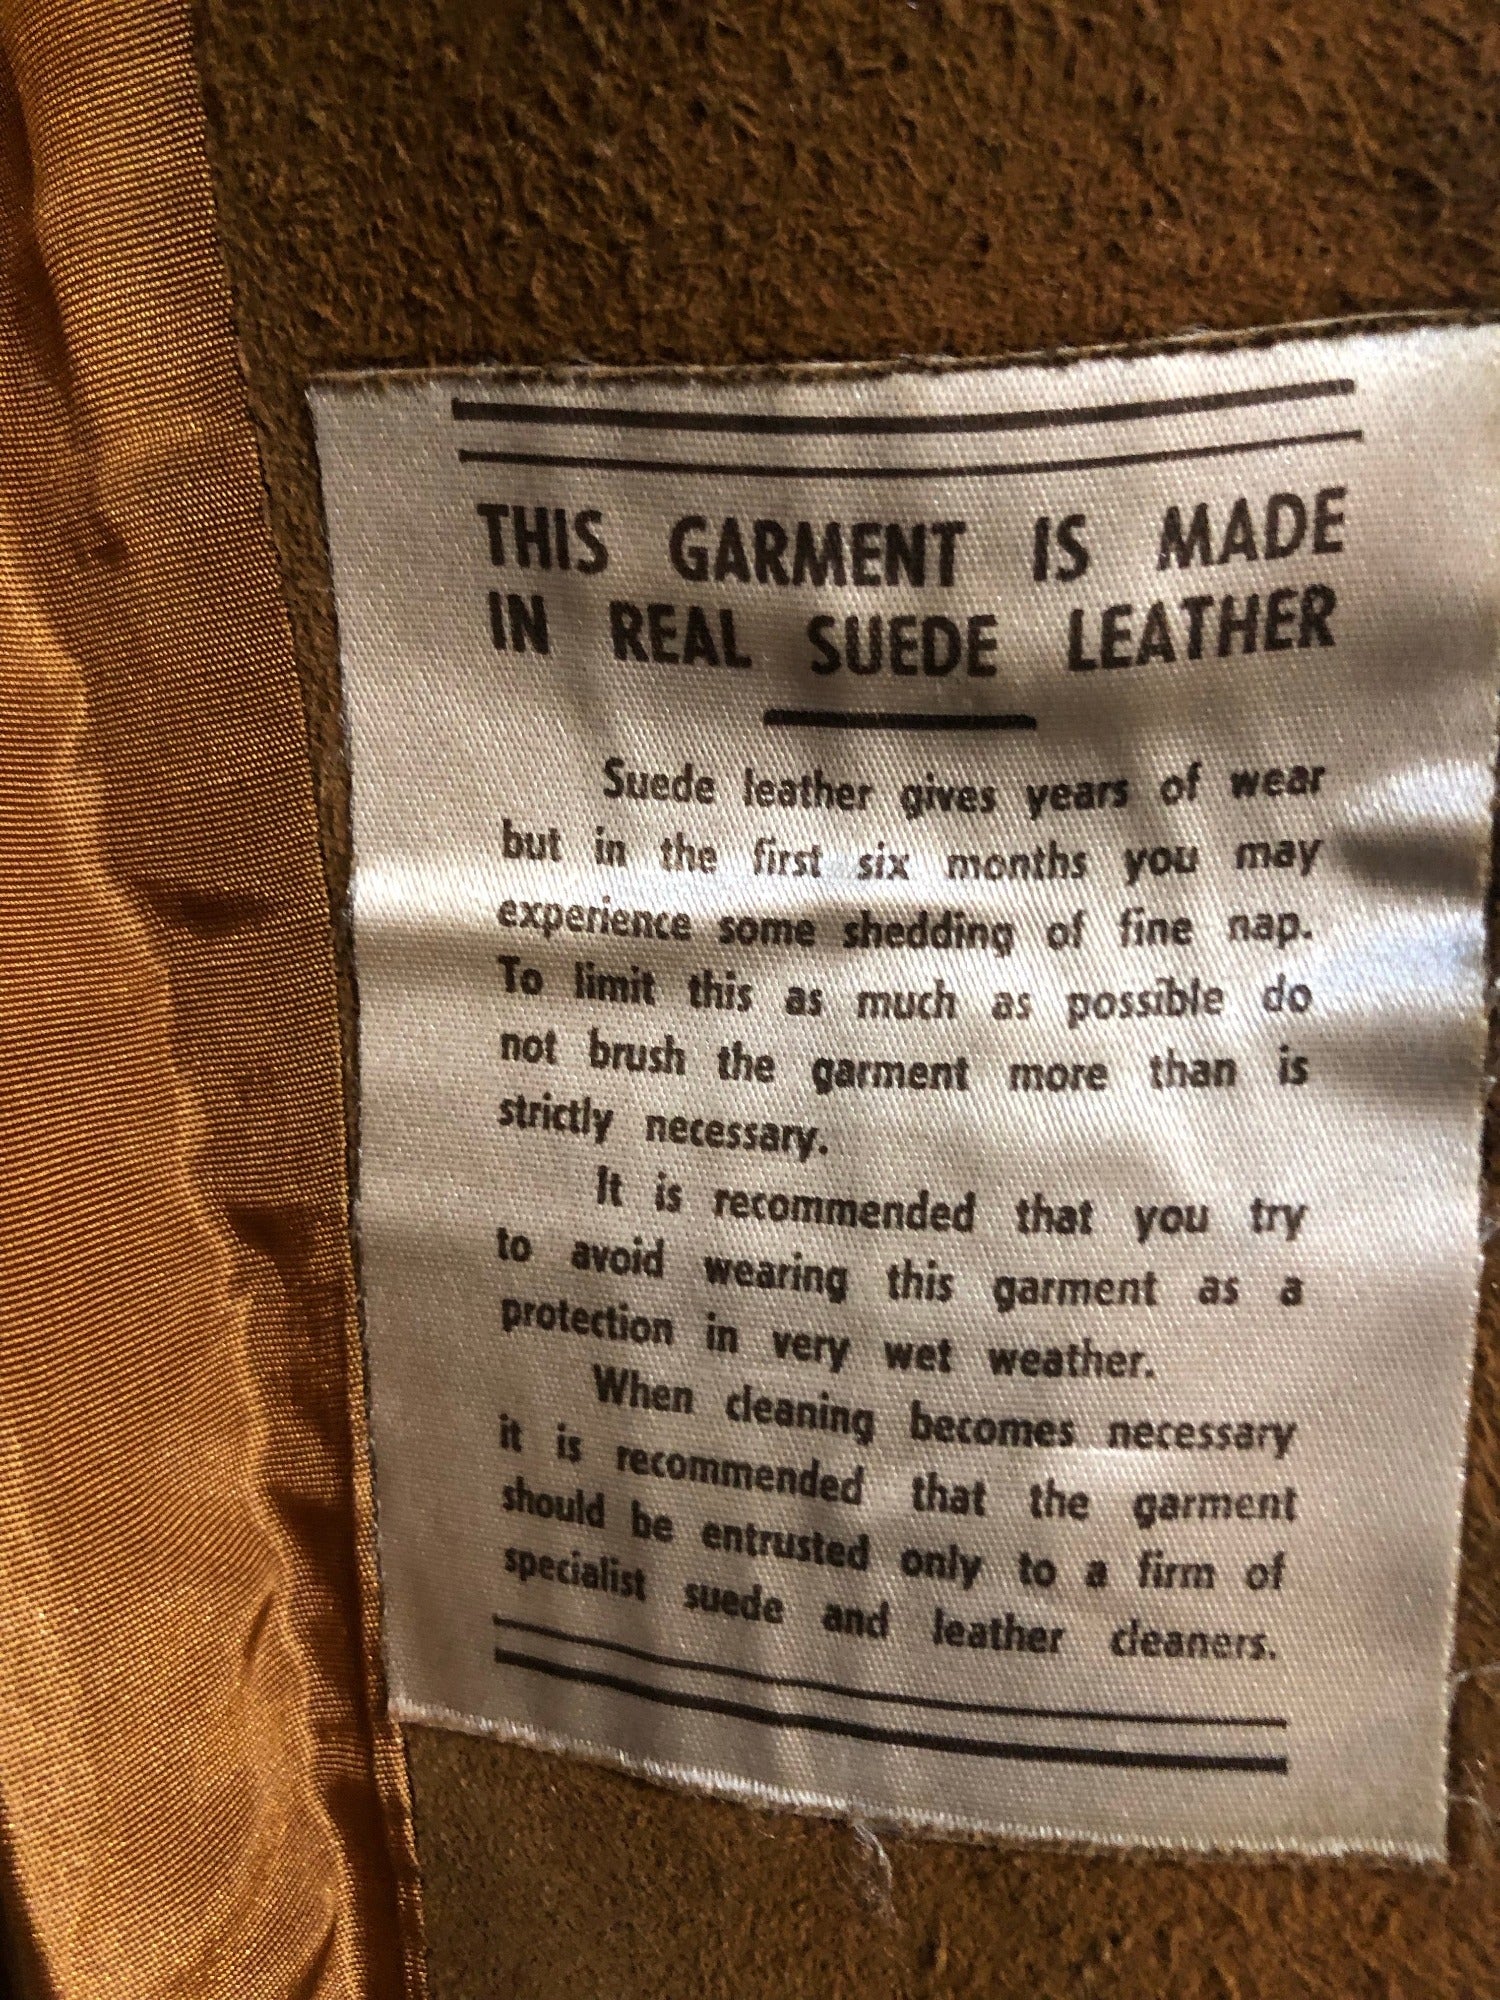 THIS GARMENT IS MADE
IN REAL SUEDE LEATHER
Suede leather gives years of wear
but in the first six months you may
experience some shedding of fine nap.
To limit this as much as possible do
not brush the garment more than is
strictly necessary.
It is recommended that you try
to avoid wearing this garment as a
protection in very wet weather.
When cleaning becomes necessary
it is recommended that the garment
should be entrusted only to a firm of
specialist suede and leather cleaners.